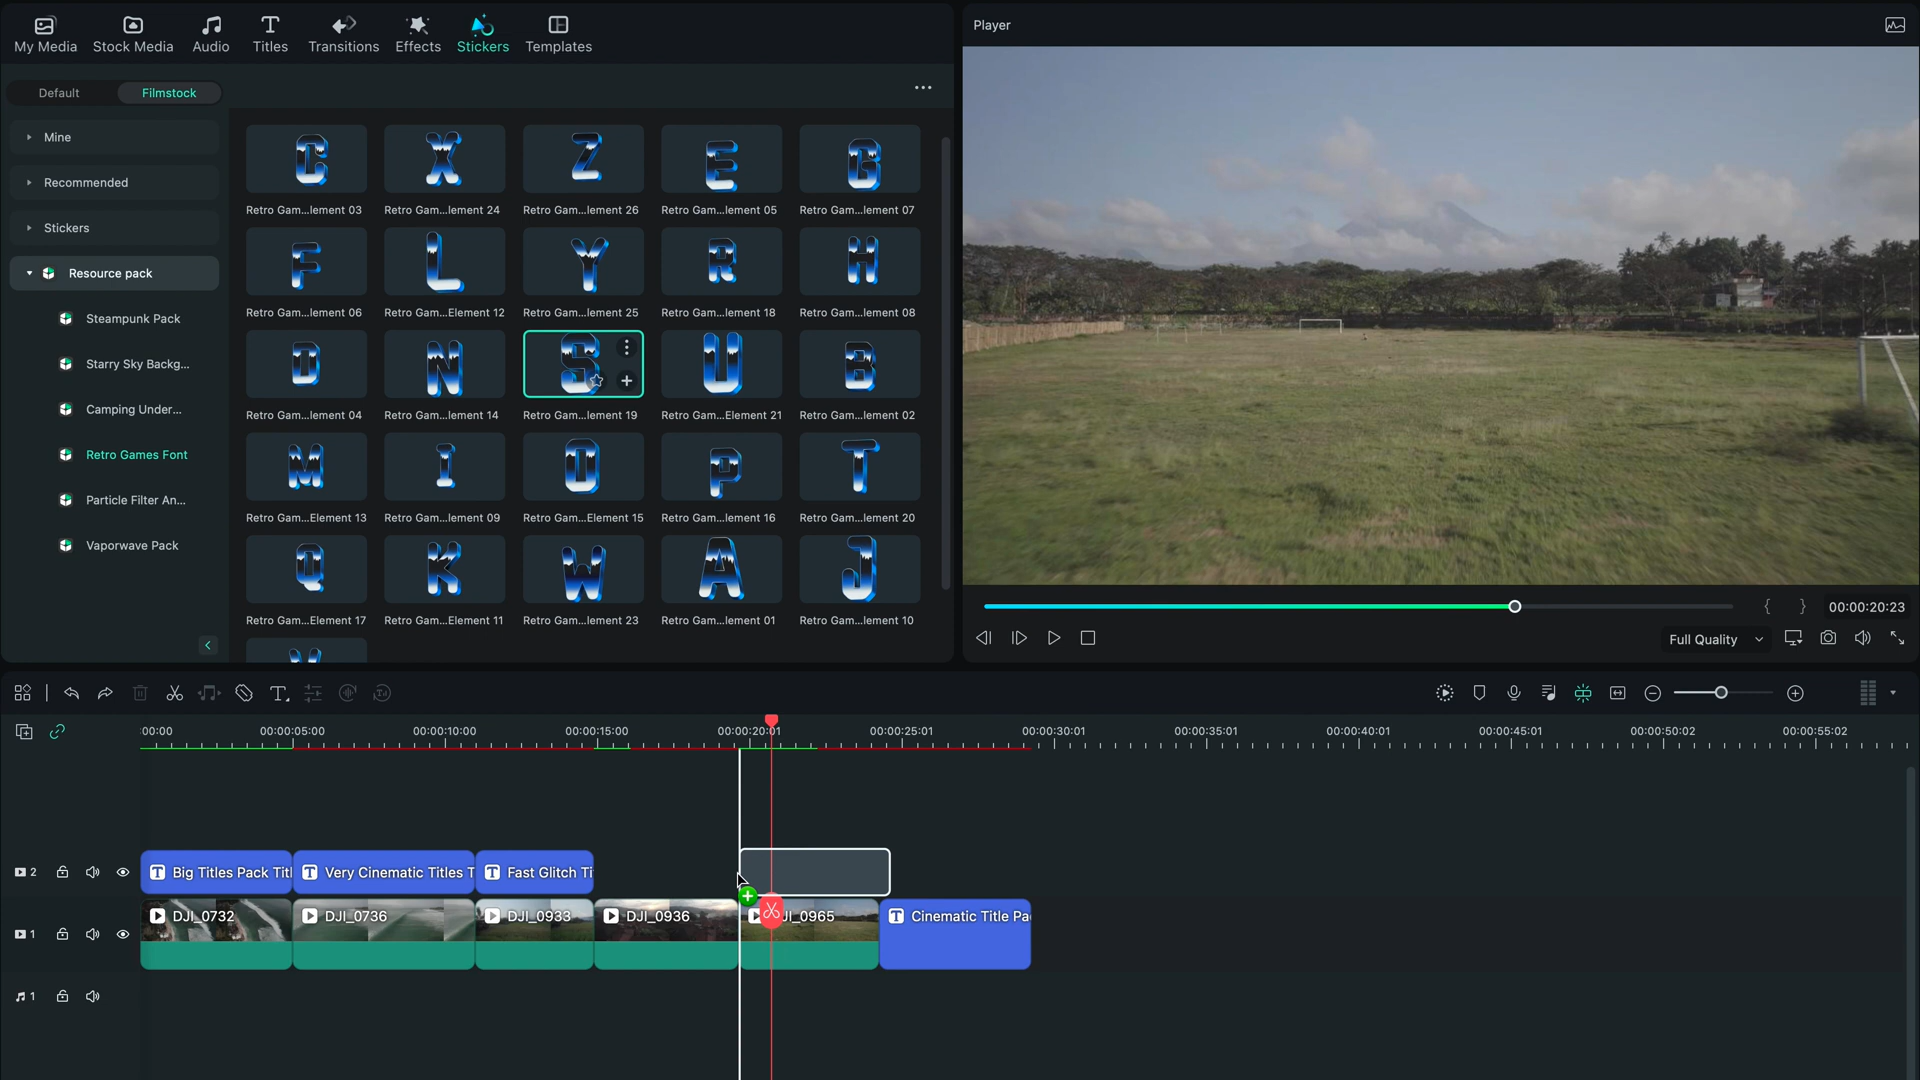 My Media
Stock Media
Audio
Titles
Transitions
Effects
Stickers
Templates
Player
Default
Filmstock
Mine
Recommended
Stickers
Resource pack
Steampunk Pack
Starry Sky Backg...
Camping Under...
Retro Games Font
Particle Filter An...
Vaporwave Pack
C X Z E G
Retro Gam...lement 03
Retro Gam...lement 24
Retro Gam...lement 26
Retro Gam...lement 05
Retro Gam...lement 07
F L Y R H
Retro Gam...lement 06
Retro Gam...Element 12
Retro Gam...lement 25
Retro Gam...lement 18
Retro Gam...lement 08
D N S U B
Retro Gam...lement 04
Retro Gam...lement 14
Retro Gam...lement 19
Retro Gam...Element 21
Retro Gam...lement 02
M I O P T
Retro Gam...Element 13
Retro Gam...lement 09
Retro Gam...Element 15
Retro Gam...lement 16
Retro Gam...lement 20
Q K W A J
Retro Gam...Element 17
Retro Gam...Element 11
Retro Gam...lement 23
Retro Gam...lement 01
Retro Gam...lement 10
{ } 00:00:20:23
Full Quality
:00:00
00:00:05:00
00:00:10:00
00:00:15:00
00:00:20:01
00:00:25:01
00:00:30:01
00:00:35:01
00:00:40:01
00:00:45:01
00:00:50:02
00:00:55:02
2
T Big Titles Pack Titl
T Very Cinematic Titles T
T Fast Glitch Ti
1
DJI_0732
DJI_0736
DJI_0933
DJI_0936
JI_0965
T Cinematic Title Pa
1